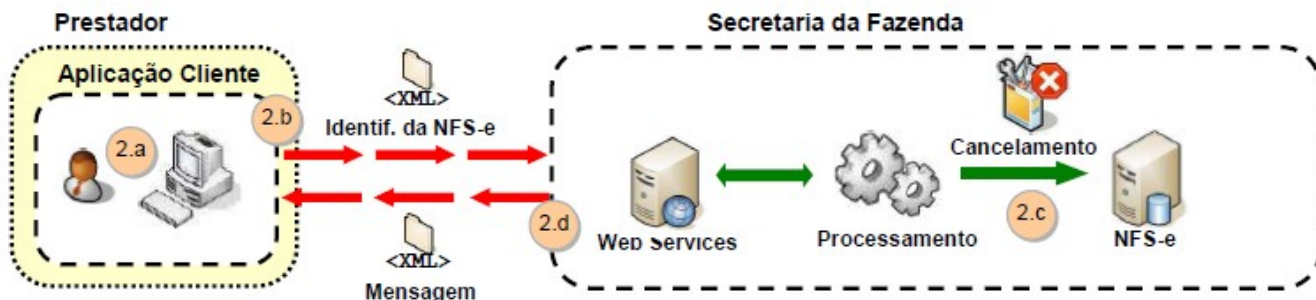 Prestador
Secretaria da Fazenda
Aplicação Cliente
<XML>
2.b
Identif. da NFS-e
2.a
Cancelamento
2.c
2.d
Web Services
Processamento
NFS-e
<XML>
Mensagem